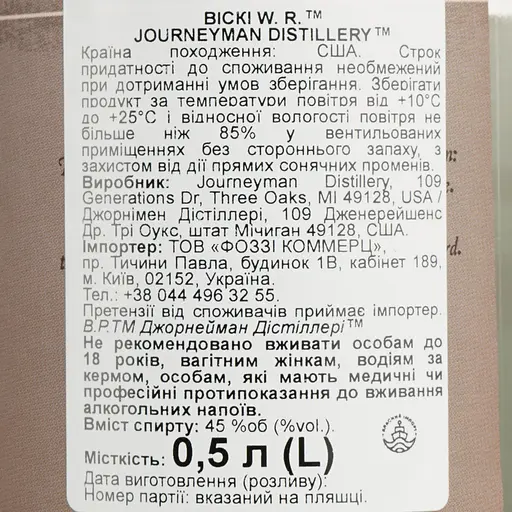 ВІСКІ W. R.™
JOURNEYMAN DISTILLERY™
Країна походження: США. Строк
придатності до споживання необмежений
при дотриманні умов зберігання. Зберігати
продукт за температури повітря від +10°C
до +25°C і відносної вологості повітря не
більше ніж 85% у вентильованих
приміщеннях без стороннього запаху, з
захистом від дії прямих сонячних променів.
Виробник: Journeyman Distillery, 109
Generations Dr, Three Oaks, MI 49128, USA /
Джорнімен Дістіллері, 109 Дженерейшенс
Др. Трі Оукс, штат Мічиган 49128, США.
Імпортер: ТОВ «ФОЗЗІ КОММЕРЦ»,
пр. Тичини Павла, будинок 1В, кабінет 189,
м. Київ, 02152, Україна.
Тел.: +38 044 496 32 55.
Претензії від споживачів приймає імпортер.
В.Р.ТМ Джорнейман Дістіллері™
Не рекомендовано вживати особам до
18 років, вагітним жінкам, водіям за
кермом, особам, які мають медичні чи
професійні протипоказання до вживання
алкогольних напоїв.
Вміст спирту: 45 %об (%vol.).
Місткість: 0,5 л (L)
Дата виготовлення (розливу):
Номер партії: вказаний на пляшці.